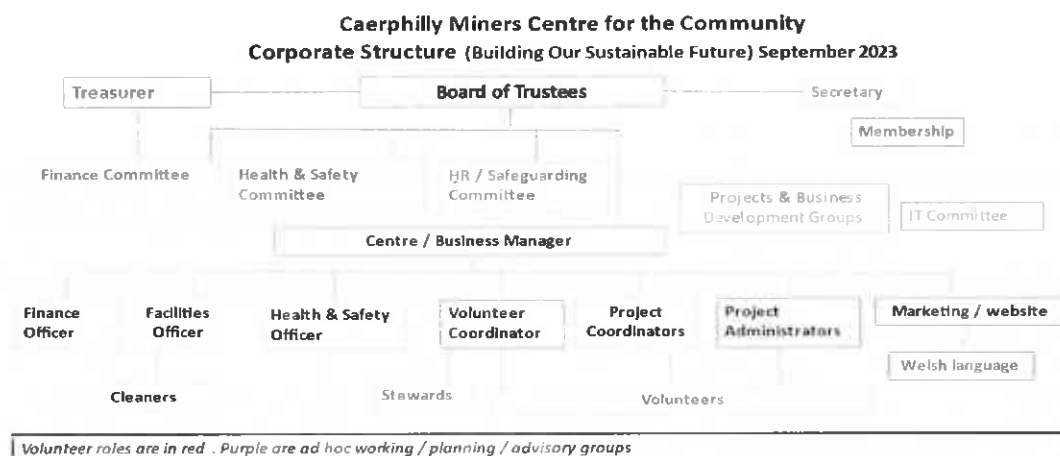 Caerphilly Miners Centre for the Community
Corporate Structure (Building Our Sustainable Future) September 2023
Treasurer
Board of Trustees
Secretary
Membership
Finance Committee
Health & Safety
Committee
HR / Safeguarding
Committee
Projects & Business
Development Groups
IT Committee
Centre / Business Manager
Finance
Officer
Facilities
Officer
Health & Safety
Officer
Volunteer
Coordinator
Project
Coordinators
Project
Administrators
Marketing / website
Welsh language
Cleaners
Stewards
Volunteers
Volunteer roles are in red . Purple are ad hoc working / planning / advisory groups